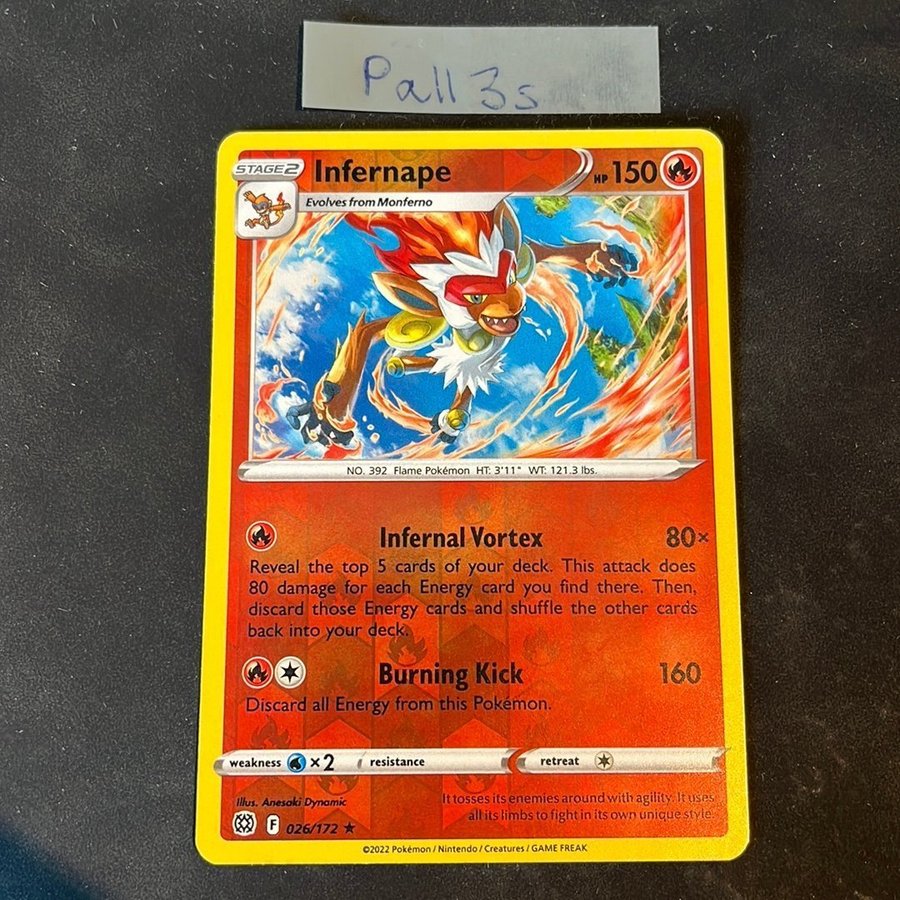 Pall3s
STAGE2
Infernape
HP 150
Evolves from Monferno
NO. 392 Flame Pokémon HT: 3'11" WT: 121.3 lbs.
Infernal Vortex 80×
Reveal the top 5 cards of your deck. This attack does
80 damage for each Energy card you find there. Then,
discard those Energy cards and shuffle the other cards
back into your deck.
Burning Kick 160
Discard all Energy from this Pokémon.
weakness ×2 resistance retreat
Illus. Anesaki Dynamic
It tosses its enemies around with agility. It uses
all its limbs to fight in its own unique style.
F 026/172 ★
©2022 Pokémon / Nintendo / Creatures / GAME FREAK